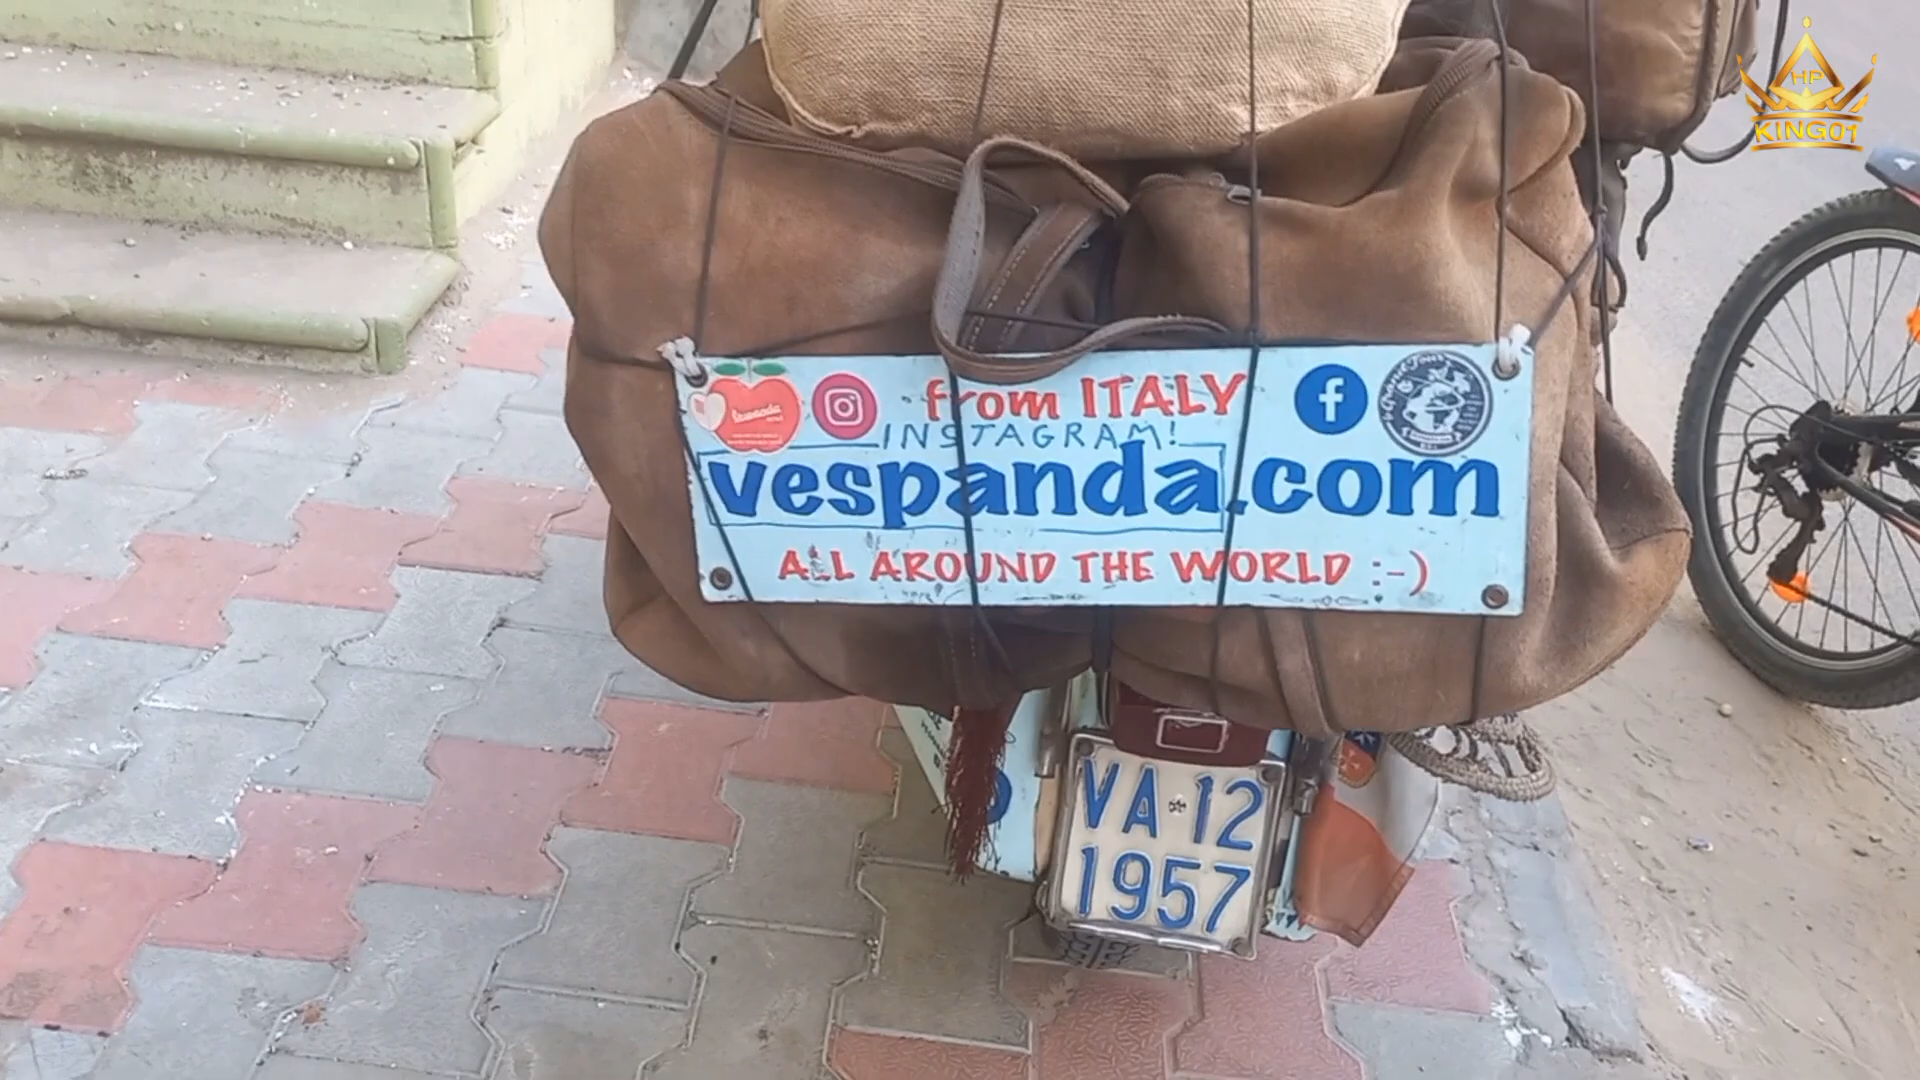 HP
KING01
from ITALY
INSTAGRAM!
vespanda.com
ALL AROUND THE WORLD :-)
VA 12
1957